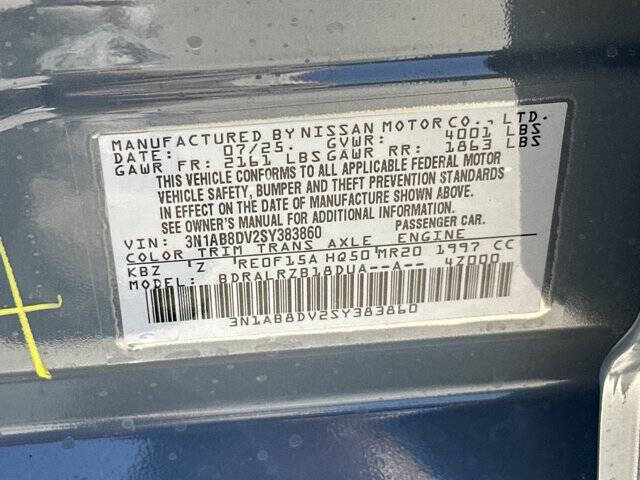 MANUFACTURED BY NISSAN MOTOR CO., LTD.
DATE: 07/25. GVWR: 4001 LBS
GAWR FR: 2161 LBS GAWR RR: 1863 LBS
THIS VEHICLE CONFORMS TO ALL APPLICABLE FEDERAL MOTOR
VEHICLE SAFETY, BUMPER AND THEFT PREVENTION STANDARDS
IN EFFECT ON THE DATE OF MANUFACTURE SHOWN ABOVE.
SEE OWNER'S MANUAL FOR ADDITIONAL INFORMATION.
VIN: 3N1AB8DV2SY383860 PASSENGER CAR.
COLOR TRIM TRANS AXLE ENGINE
KBZ Z RE0F15A HQ50 MR20 1997 CC
MODEL: BDRALRZB18DUA--A-- 4Z000
3N1AB8DV2SY383860